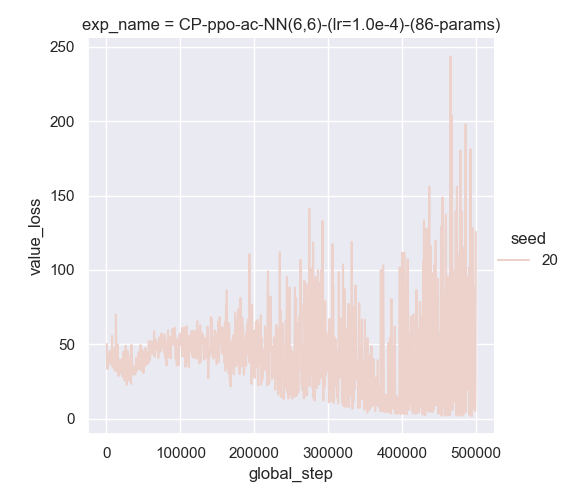 exp_name = CP-ppo-ac-NN(6,6)-(lr=1.0e-4)-(86-params)
250
200
150
100
50
0
value_loss
seed
20
0 100000 200000 300000 400000 500000
global_step